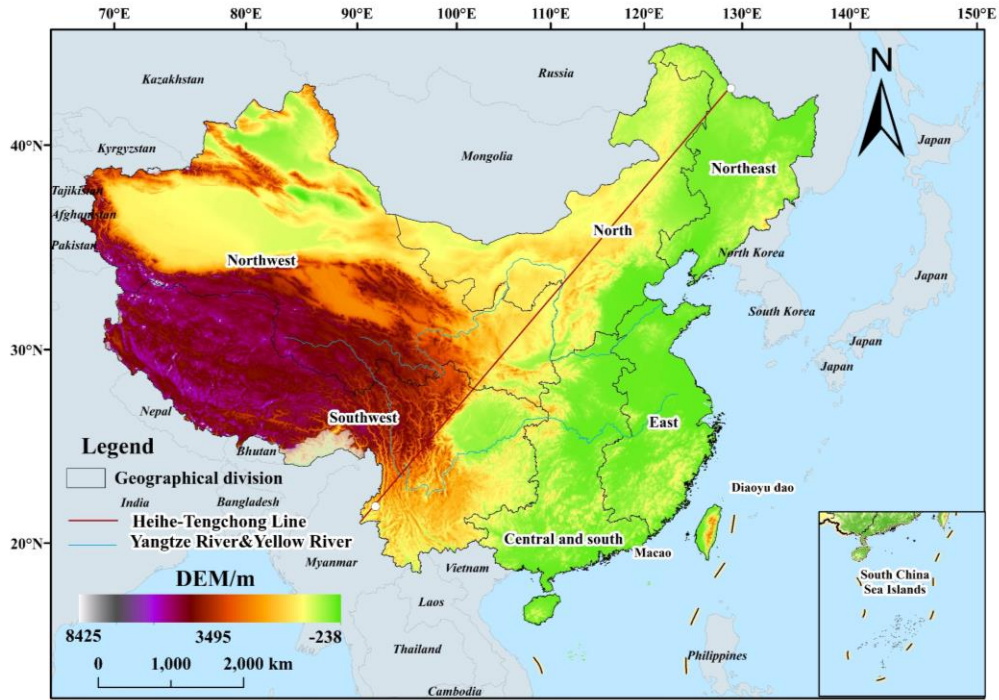 70°E 80°E 90°E 100°E 110°E 120°E 130°E 140°E 150°E
Kazakhstan
Russia
N
Mongolia
40°N
Kyrgyzstan
Japan
Northeast
Tajikistan
Afghanistan
North
Pakistan
Northwest
North Korea
Japan
South Korea
30°N
Japan
Japan
Nepal
Southwest
East
Legend
Bhutan
Geographical division
Diaoyu dao
India
Bangladesh
Heihe-Tengchong Line
20°N
Central and south
Yangtze River&Yellow River
Macao
Myanmar
Vietnam
DEM/m
South China
Sea Islands
Laos
8425 3495 -238
Thailand
0 1,000 2,000 km
Philippines
Cambodia